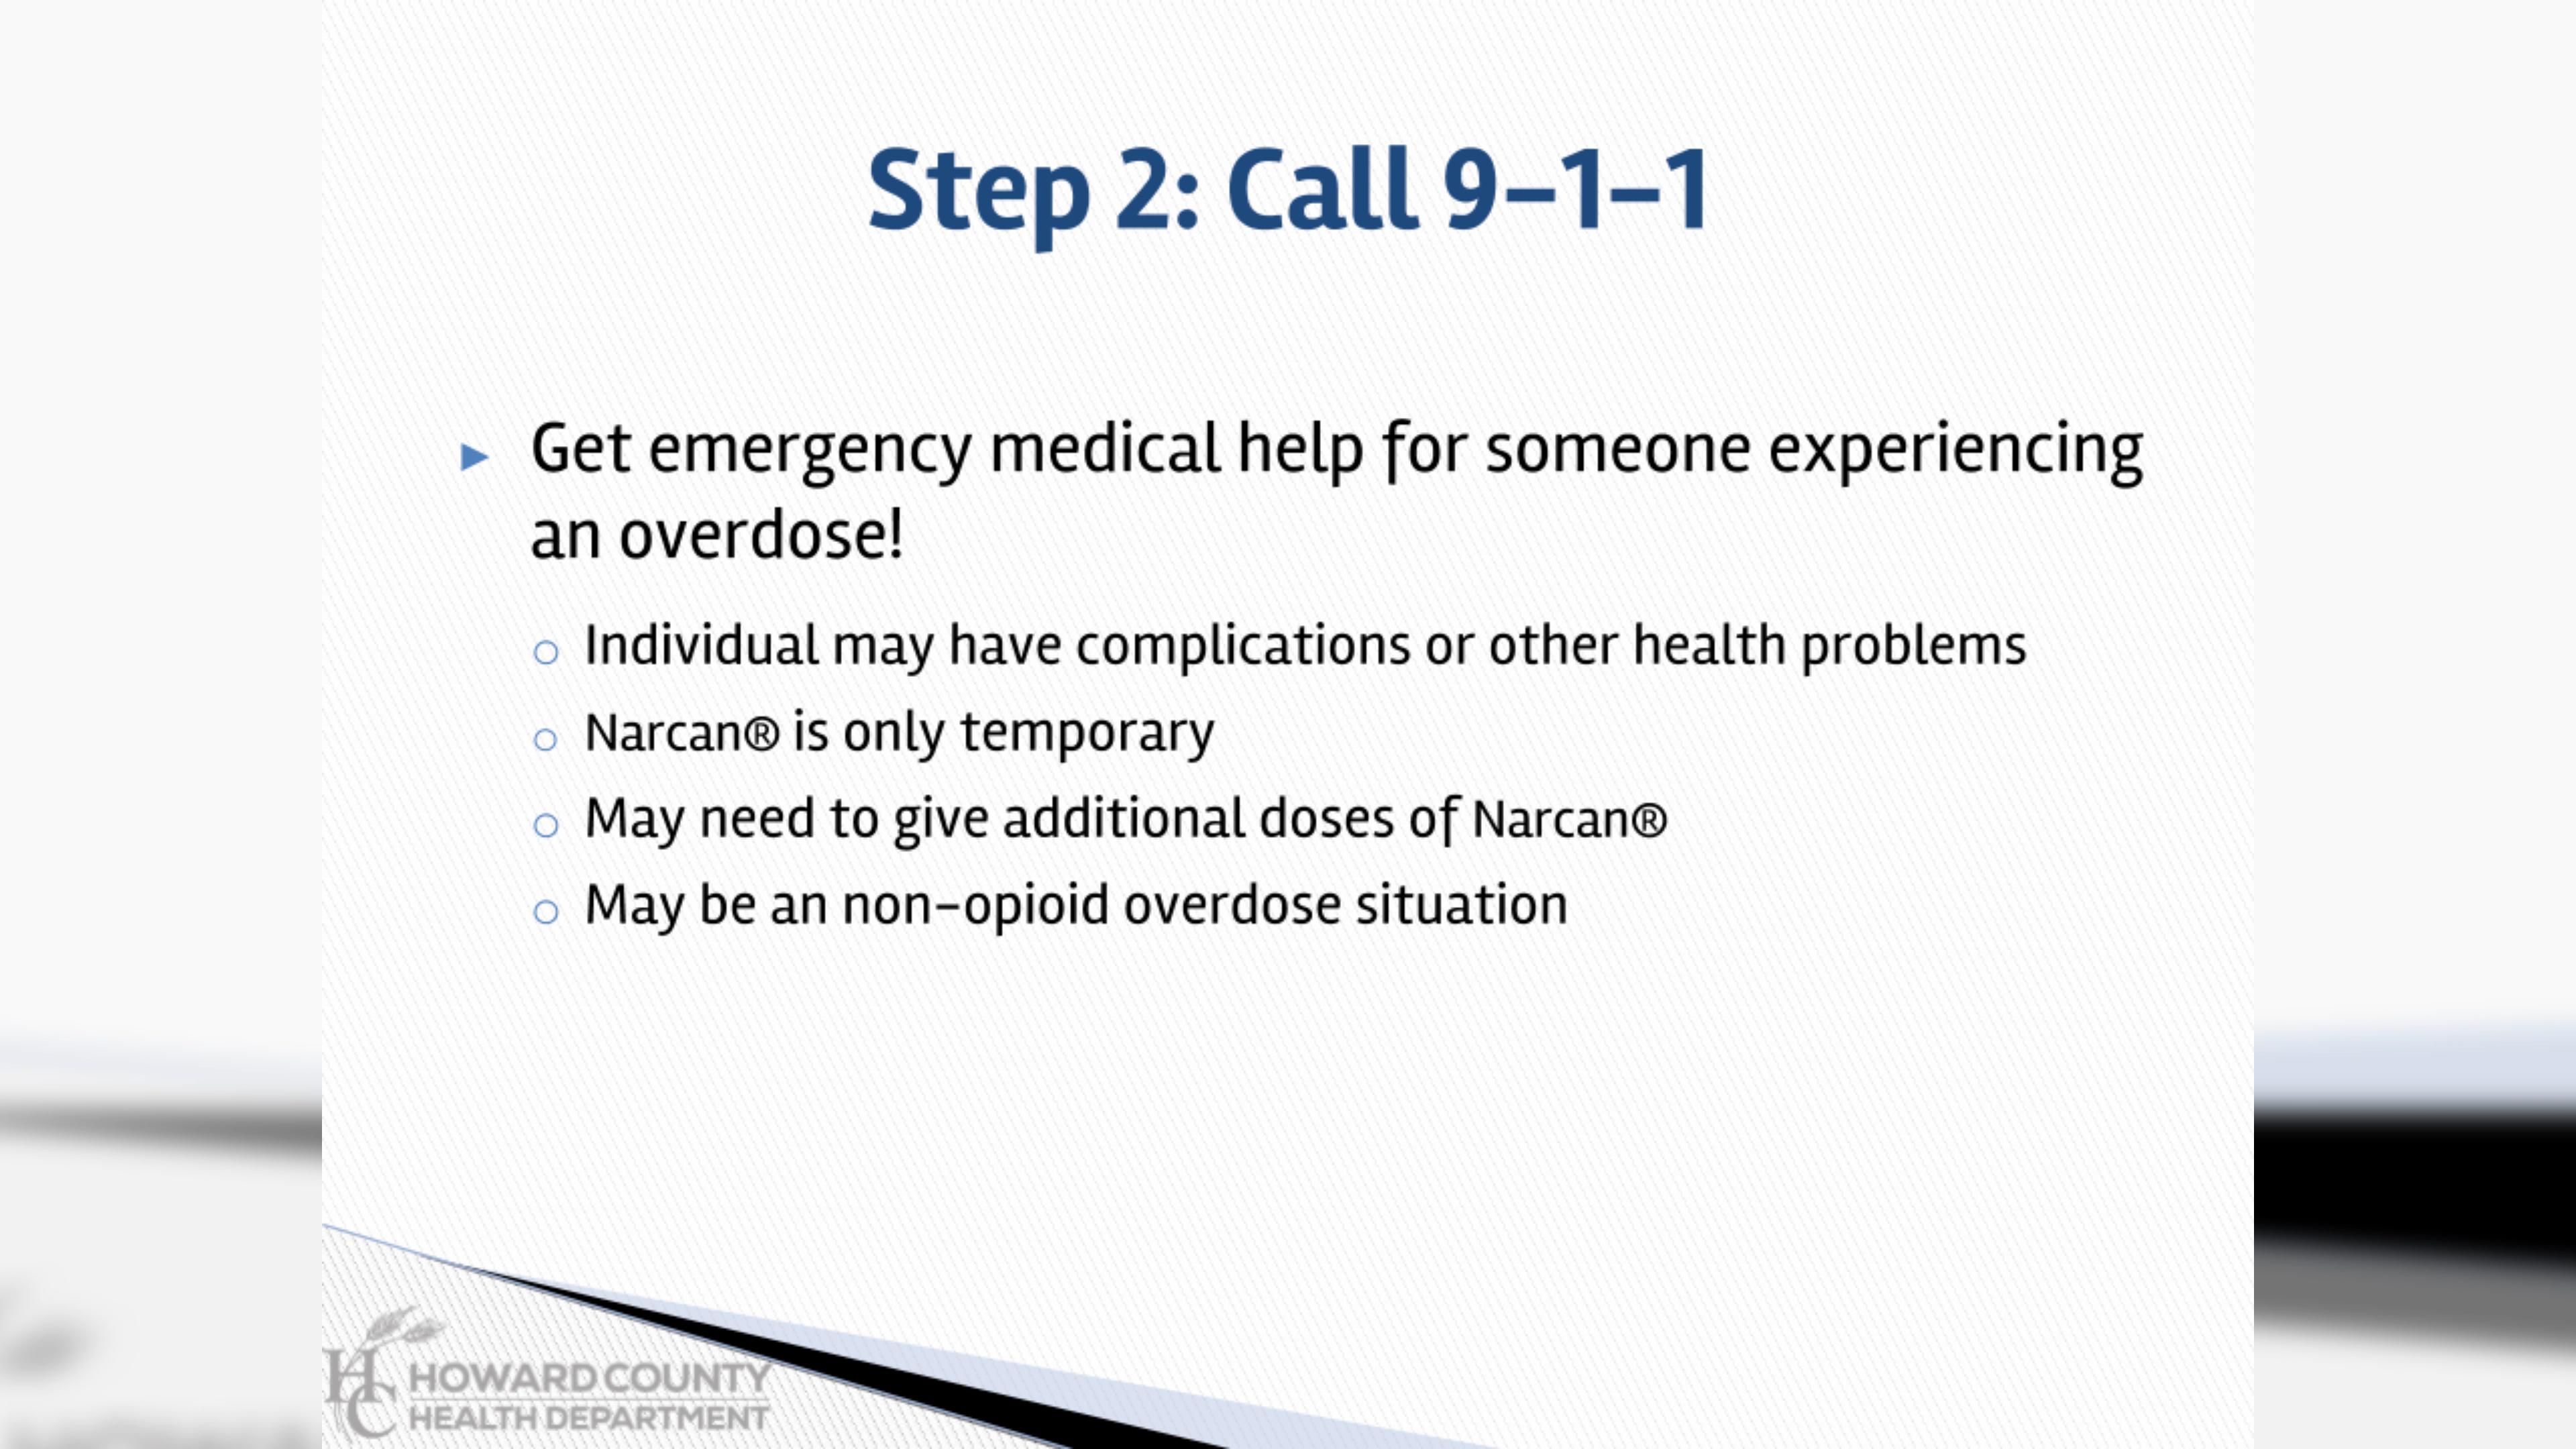 Step 2: Call 9-1-1
► Get emergency medical help for someone experiencing
an overdose!
○ Individual may have complications or other health problems
○ Narcan® is only temporary
○ May need to give additional doses of Narcan®
○ May be an non-opioid overdose situation
HC
HOWARD COUNTY
HEALTH DEPARTMENT